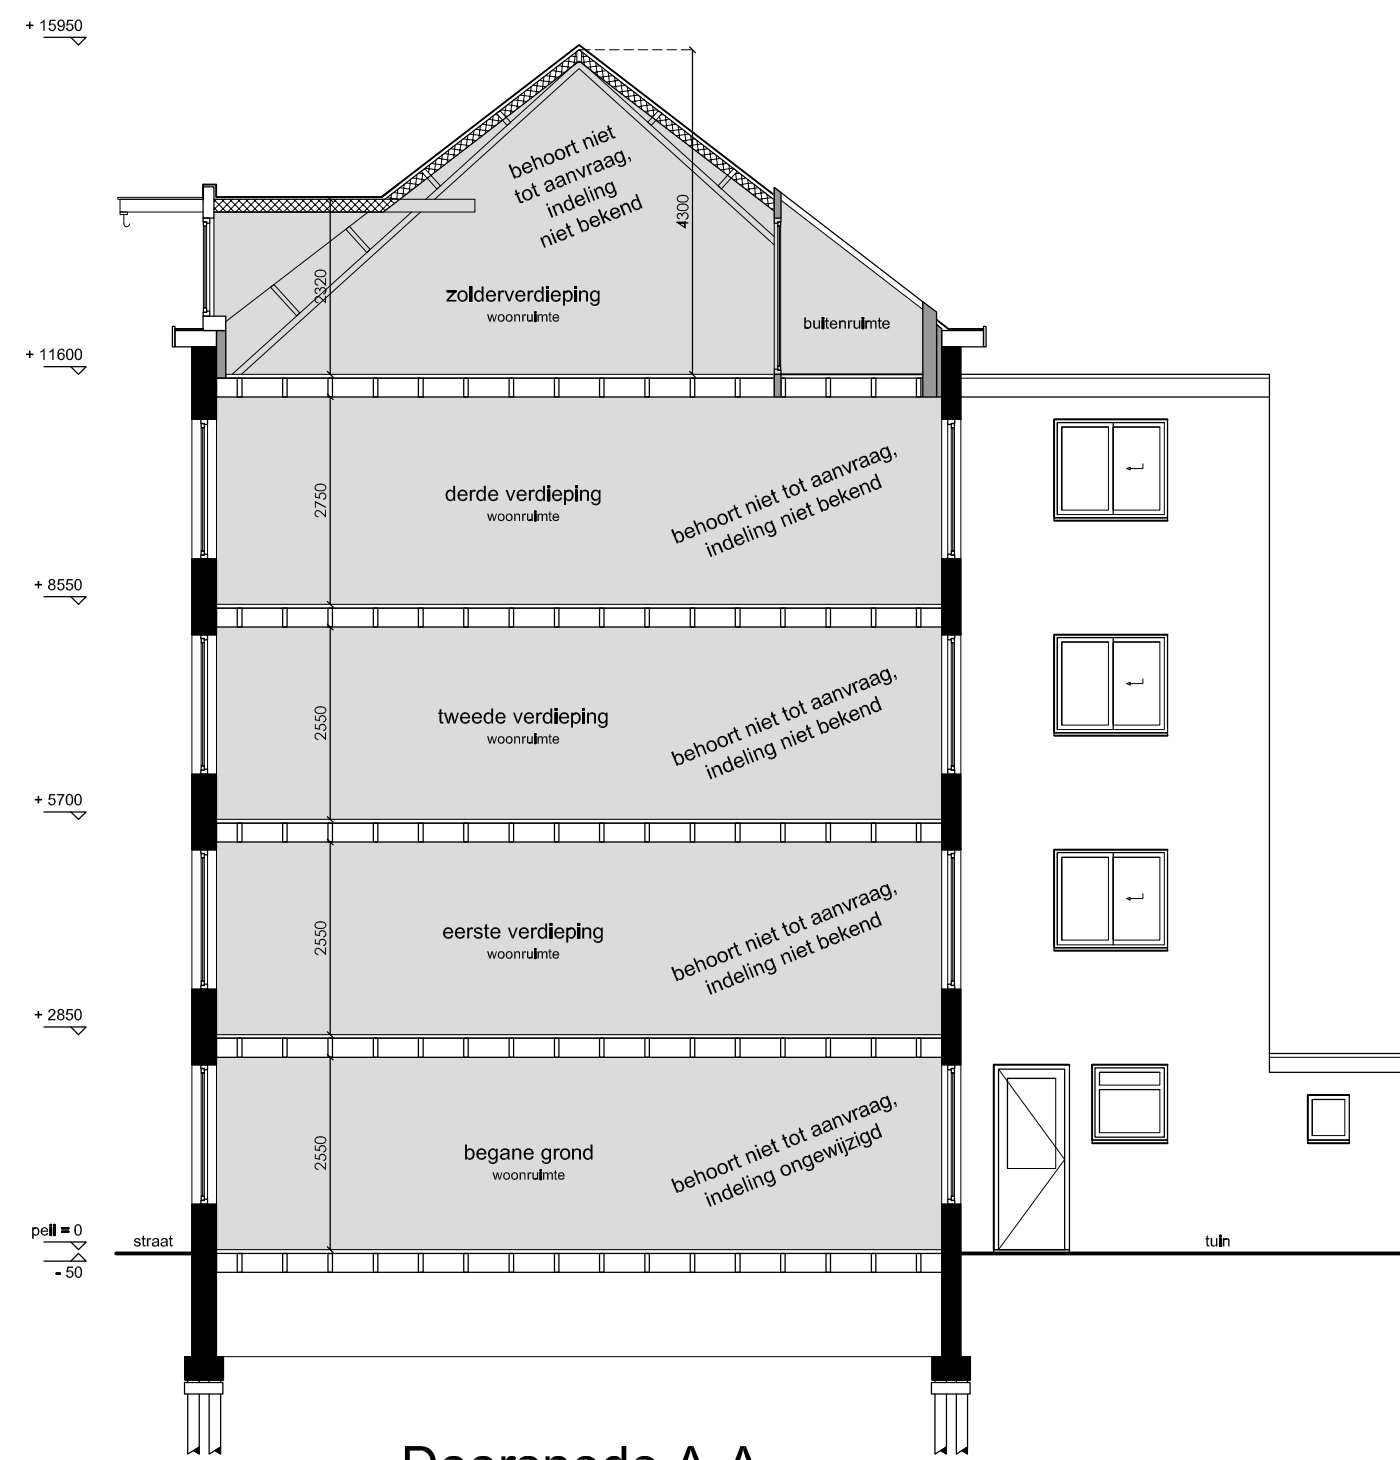 + 15950
behoort niet
tot aanvraag,
indeling
niet bekend
4300
2320
zolderverdieping
woonruimte
buitenruimte
+ 11600
2750
derde verdieping
woonruimte
behoort niet tot aanvraag,
indeling niet bekend
+ 8550
2550
tweede verdieping
woonruimte
behoort niet tot aanvraag,
indeling niet bekend
+ 5700
2550
eerste verdieping
woonruimte
behoort niet tot aanvraag,
indeling niet bekend
+ 2850
2550
begane grond
woonruimte
behoort niet tot aanvraag,
indeling ongewijzigd
peil = 0
straat
tuin
- 50
Doorsnede A-A